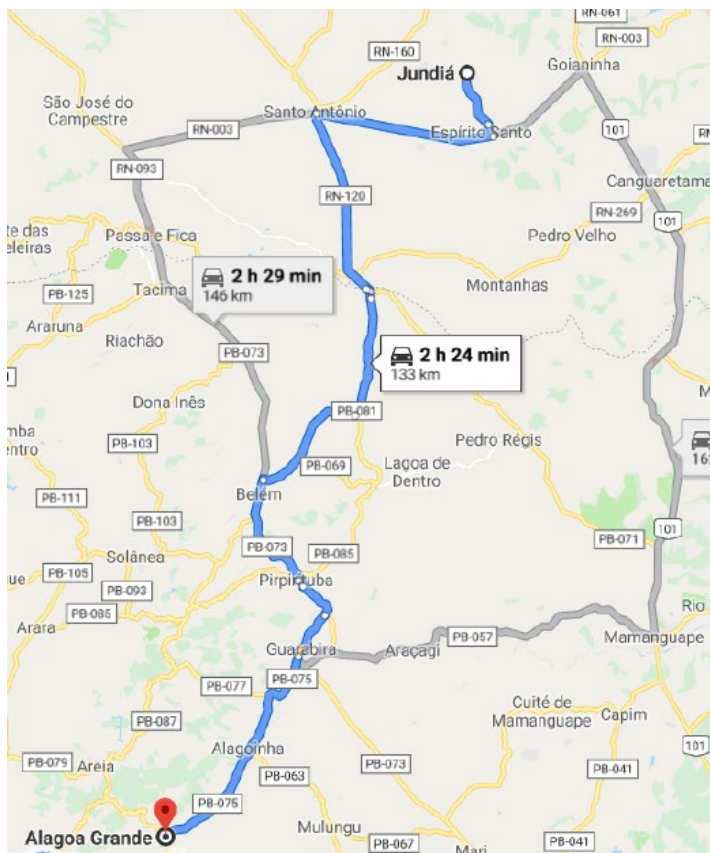 RN-061
RN-003
RN-160
Jundiá
Goianinha
São José do
Campestre
Santo Antônio
RN-003
Espírito Santo
101
RN-093
Canguaretama
RN-120
RN-269
101
Passa e Fica
Pedro Velho
te das
eleiras
2 h 29 min
146 km
Tacima
Montanhas
PB-125
Araruna
Riachão
PB-073
2 h 24 min
133 km
Dona Inês
PB-081
PB-103
Pedro Régis
PB-069
Lagoa de
Dentro
162
mba
entro
PB-111
Belém
PB-103
101
PB-073
PB-071
Solânea
PB-085
que
PB-105
Pirpirituba
PB-093
PB-085
Rio
Arara
Mamanguape
PB-057
Guarabira
Araçagi
PB-075
PB-077
Cuité de
Mamanguape
Capim
PB-087
Alagoinha
101
PB-079
Areia
PB-073
PB-063
PB-041
PB-075
Alagoa Grande
Mulungu
PB-067
Mari
PB-041